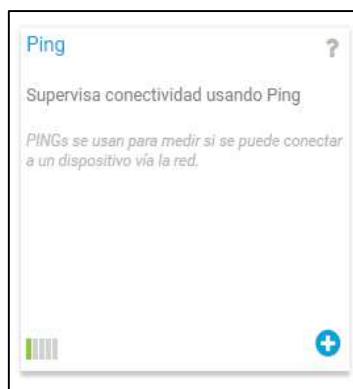 Ping
?
Supervisa conectividad usando Ping
PINGs se usan para medir si se puede conectar
a un dispositivo vía la red.